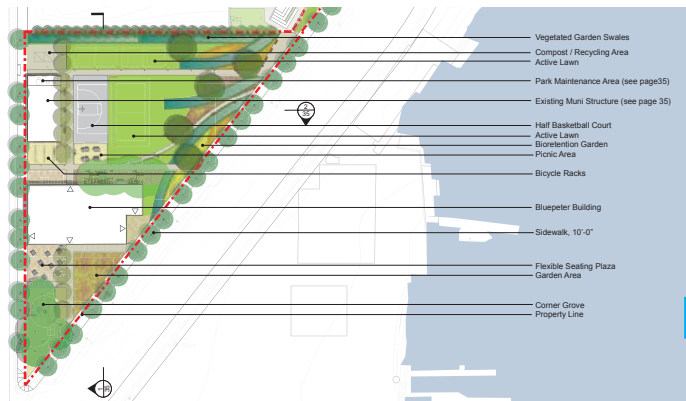 Vegetated Garden Swales
Compost / Recycling Area
Active Lawn
Park Maintenance Area (see page35)
Existing Muni Structure (see page 35)
2
35
Half Basketball Court
Active Lawn
Bioretention Garden
Picnic Area
Bicycle Racks
Bluepeter Building
Sidewalk, 10'-0"
Flexible Seating Plaza
Garden Area
Corner Grove
Property Line